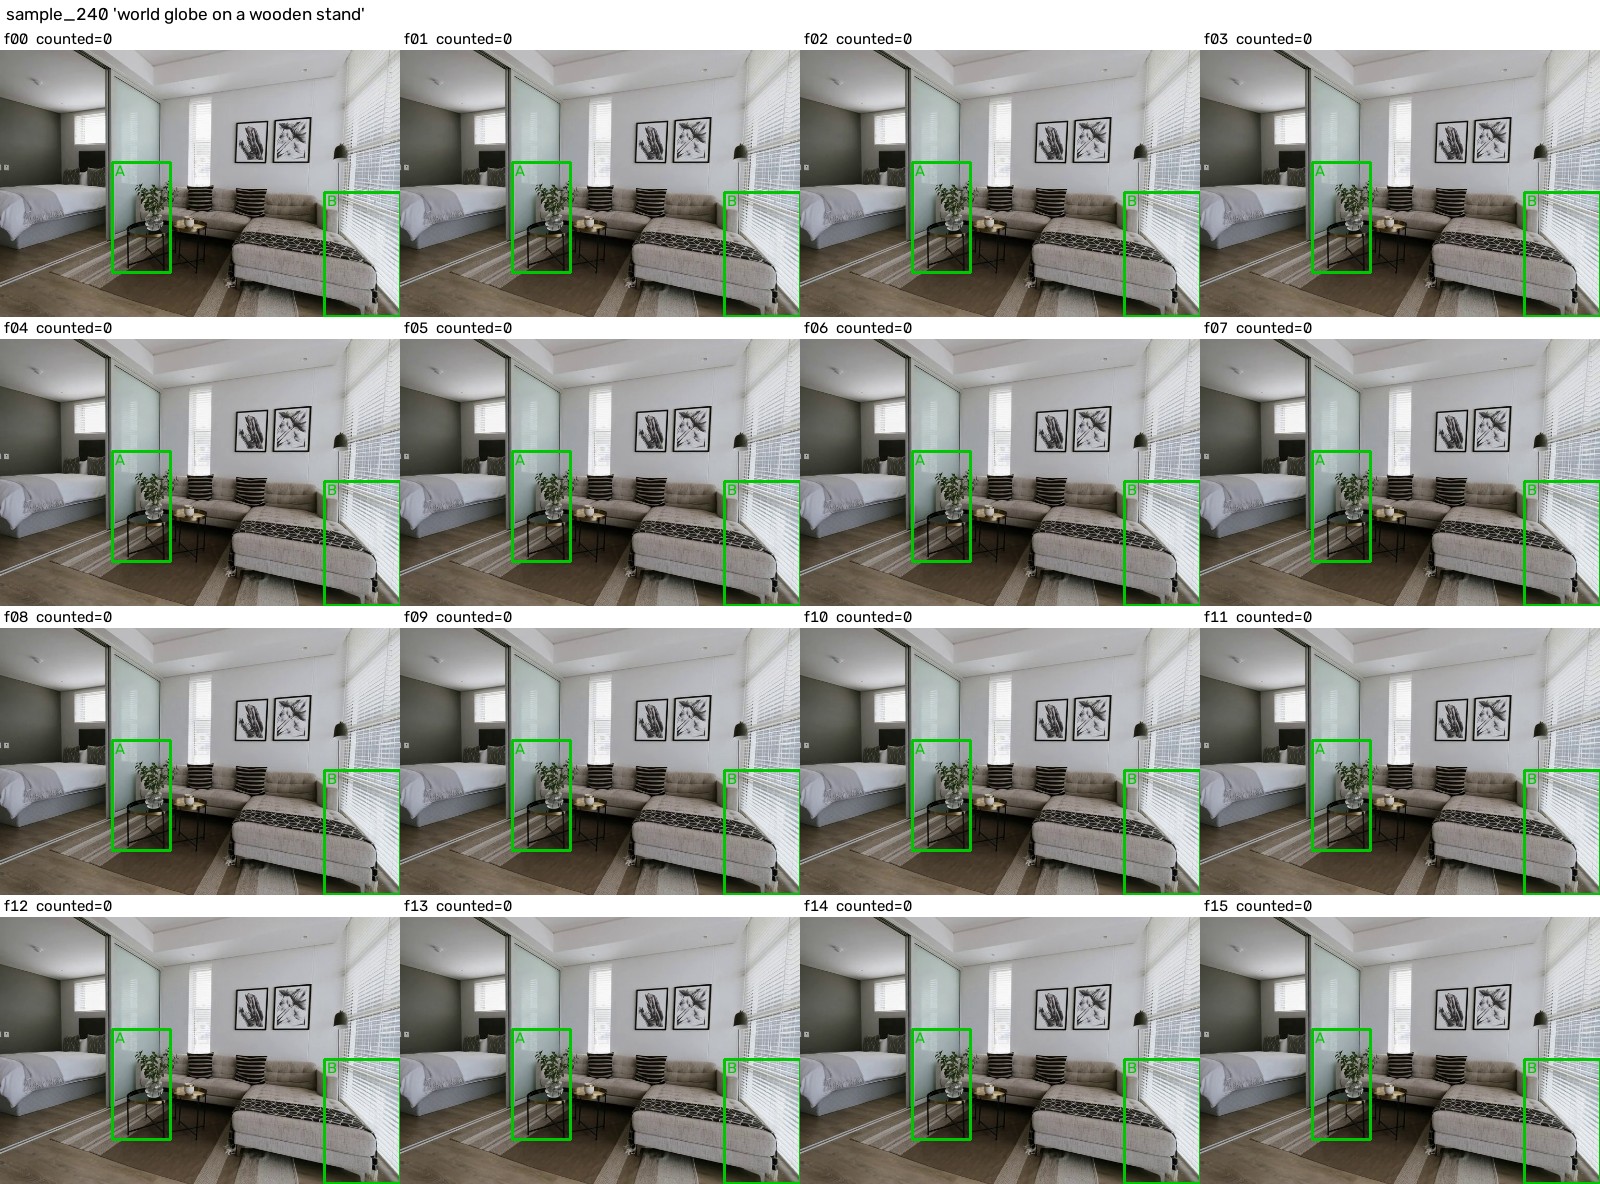 sample_240 'world globe on a wooden stand'
f00 counted=0
f01 counted=0
f02 counted=0
f03 counted=0
A
B
A
B
A
B
A
B
f04 counted=0
f05 counted=0
f06 counted=0
f07 counted=0
A
B
A
B
A
B
A
B
f08 counted=0
f09 counted=0
f10 counted=0
f11 counted=0
A
B
A
B
A
B
A
B
f12 counted=0
f13 counted=0
f14 counted=0
f15 counted=0
A
B
A
B
A
B
A
B